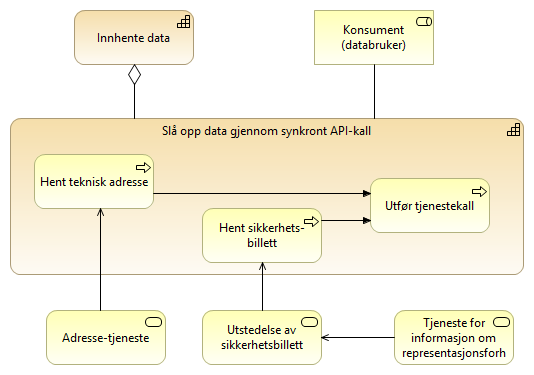 Innhente data
Konsument
(databruker)
Slå opp data gjennom synkront API-kall
Hent teknisk adresse
Utfør tjenestekall
Hent sikkerhets-
billett
Adresse-tjeneste
Utstedelse av
sikkerhetsbillett
Tjeneste for
informasjon om
representasjonsforh